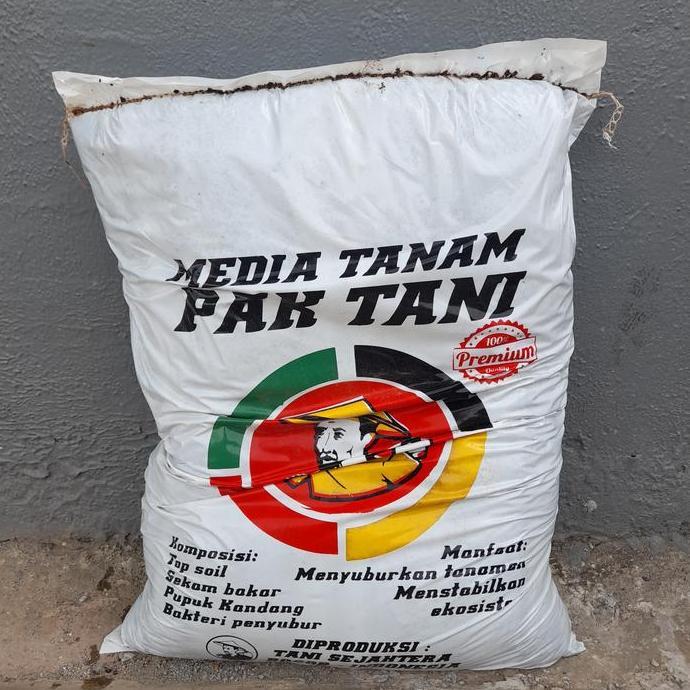 MEDIA TANAM
PAK TANI
100%
Premium
Quality
Komposisi:
Top soil
Sekam bakar
Pupuk Kandang
Bakteri penyubur
Manfaat:
Menyuburkan tanaman
Menstabilkan
DIPRODUKSI :
TANI SEJAHTERA
INDONESIA